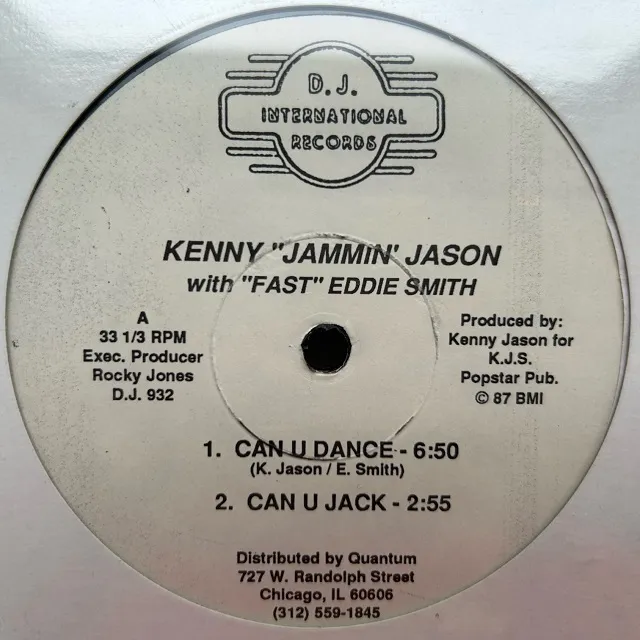 D.J.
INTERNATIONAL
RECORDS
KENNY "JAMMIN' JASON
with "FAST" EDDIE SMITH
A
33 1/3 RPM
Exec. Producer
Rocky Jones
D.J. 932
Produced by:
Kenny Jason for
K.J.S.
Popstar Pub.
© 87 BMI
1. CAN U DANCE - 6:50
(K. Jason / E. Smith)
2. CAN U JACK - 2:55
Distributed by Quantum
727 W. Randolph Street
Chicago, IL 60606
(312) 559-1845